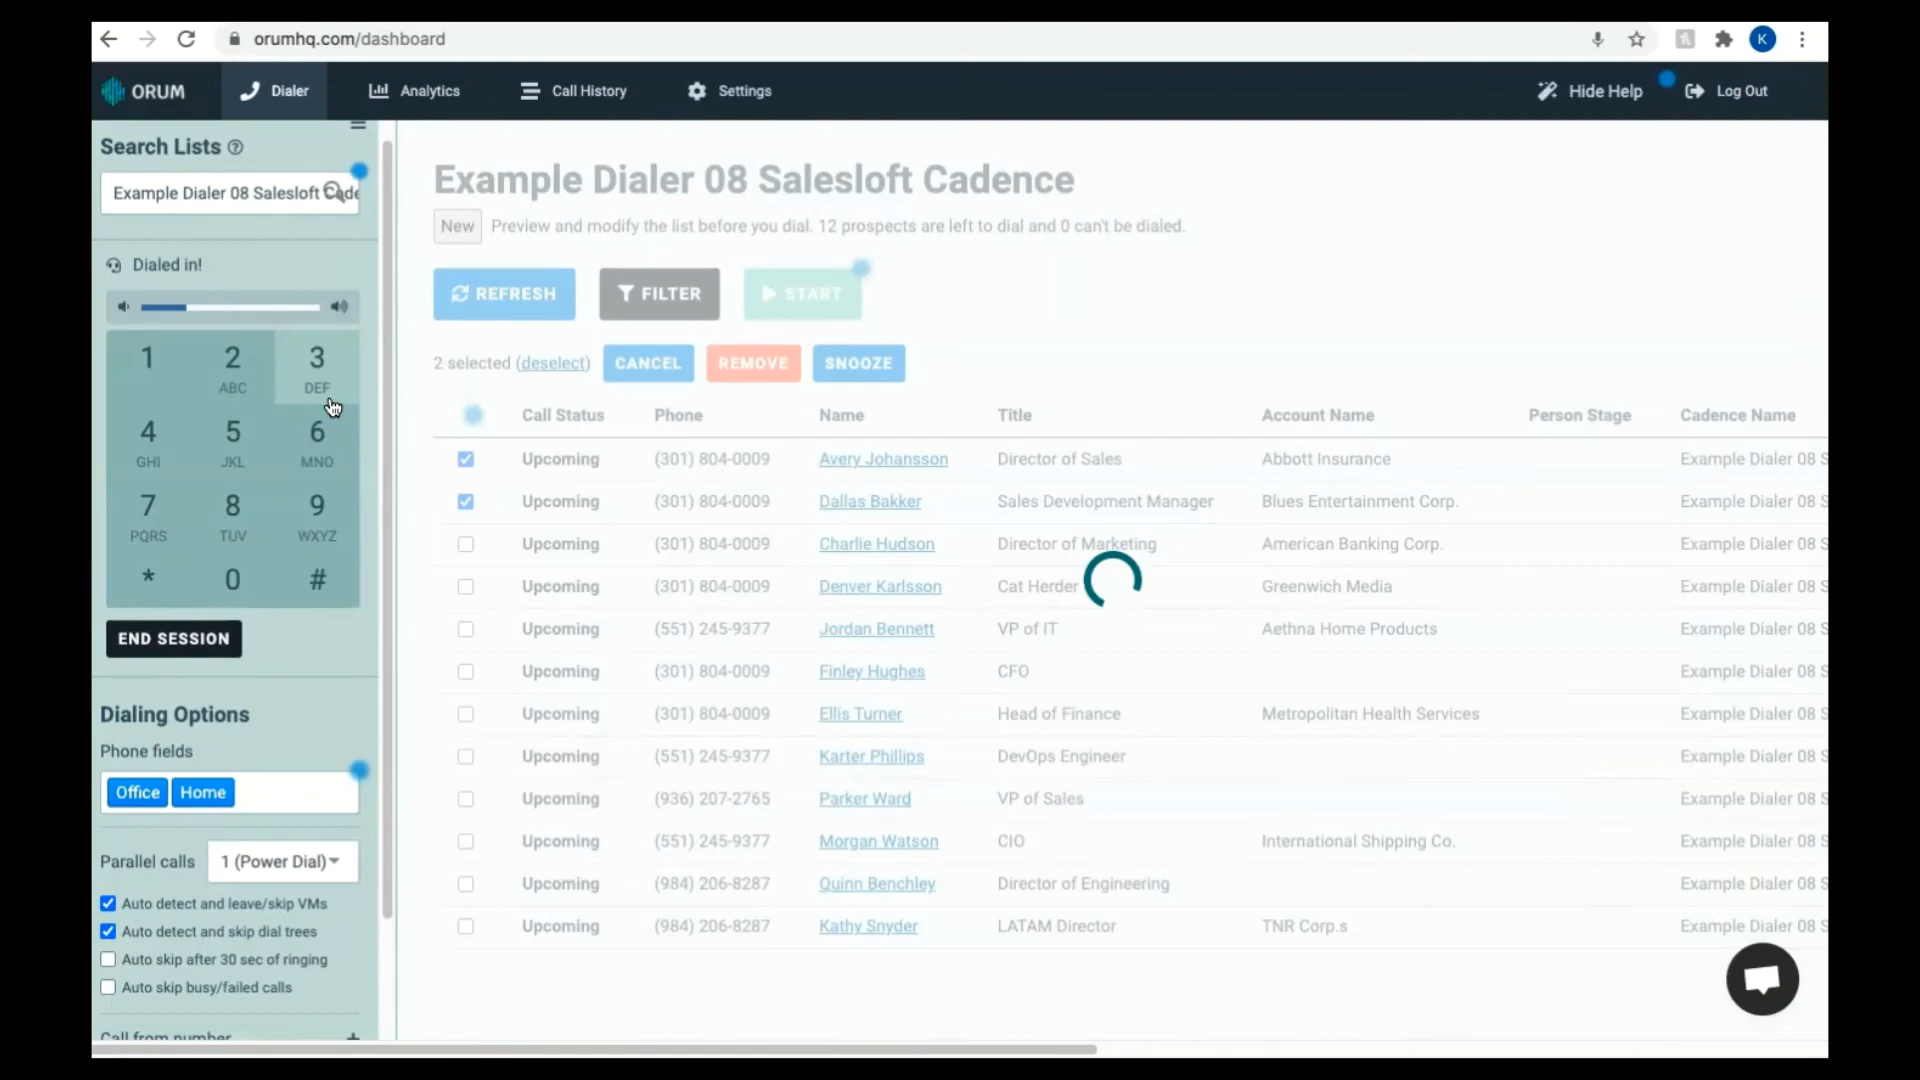 orumhq.com/dashboard
K
ORUM
Dialer
Analytics
Call History
Settings
Hide Help
Log Out
Search Lists
Example Dialer 08 Salesloft Cade
Dialed in!
1 2 3
ABC DEF
4 5 6
GHI JKL MNO
7 8 9
PQRS TUV WXYZ
* 0 #
END SESSION
Dialing Options
Phone fields
Office Home
Parallel calls 1 (Power Dial)
Auto detect and leave/skip VMs
Auto detect and skip dial trees
Auto skip after 30 sec of ringing
Auto skip busy/failed calls
Call from number +
Example Dialer 08 Salesloft Cadence
New Preview and modify the list before you dial. 12 prospects are left to dial and 0 can't be dialed.
REFRESH FILTER START
2 selected (deselect) CANCEL REMOVE SNOOZE
Call Status Phone Name Title Account Name Person Stage Cadence Name
Upcoming (301) 804-0009 Avery Johansson Director of Sales Abbott Insurance Example Dialer 08 S
Upcoming (301) 804-0009 Dallas Bakker Sales Development Manager Blues Entertainment Corp. Example Dialer 08 S
Upcoming (301) 804-0009 Charlie Hudson Director of Marketing American Banking Corp. Example Dialer 08 S
Upcoming (301) 804-0009 Denver Karlsson Cat Herder Greenwich Media Example Dialer 08 S
Upcoming (551) 245-9377 Jordan Bennett VP of IT Aethna Home Products Example Dialer 08 S
Upcoming (301) 804-0009 Finley Hughes CFO Example Dialer 08 S
Upcoming (301) 804-0009 Ellis Turner Head of Finance Metropolitan Health Services Example Dialer 08 S
Upcoming (551) 245-9377 Karter Phillips DevOps Engineer Example Dialer 08 S
Upcoming (936) 207-2765 Parker Ward VP of Sales Example Dialer 08 S
Upcoming (551) 245-9377 Morgan Watson CIO International Shipping Co. Example Dialer 08 S
Upcoming (984) 206-8287 Quinn Benchley Director of Engineering Example Dialer 08 S
Upcoming (984) 206-8287 Kathy Snyder LATAM Director TNR Corp.s Example Dialer 08 S